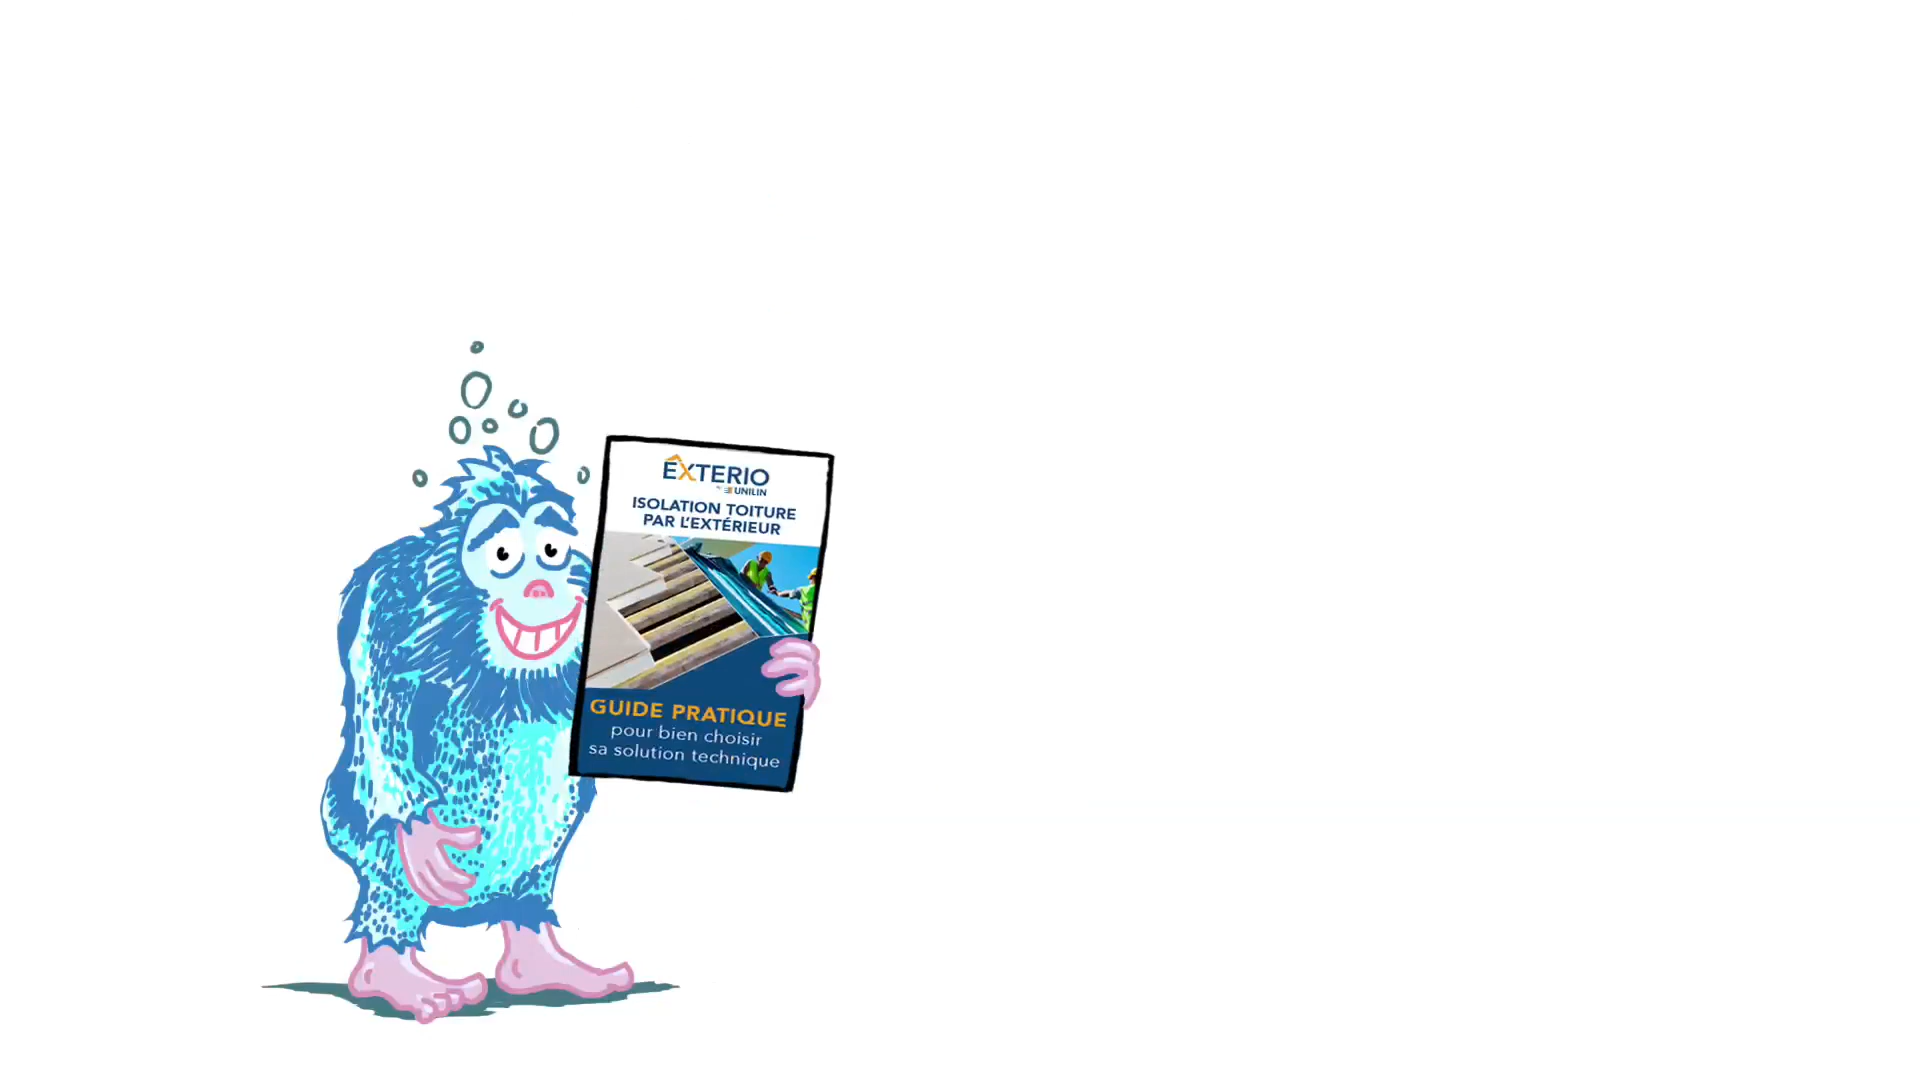 EXTERIO
UNILIN
ISOLATION TOITURE
PAR L'EXTÉRIEUR
GUIDE PRATIQUE
pour bien choisir
sa solution technique